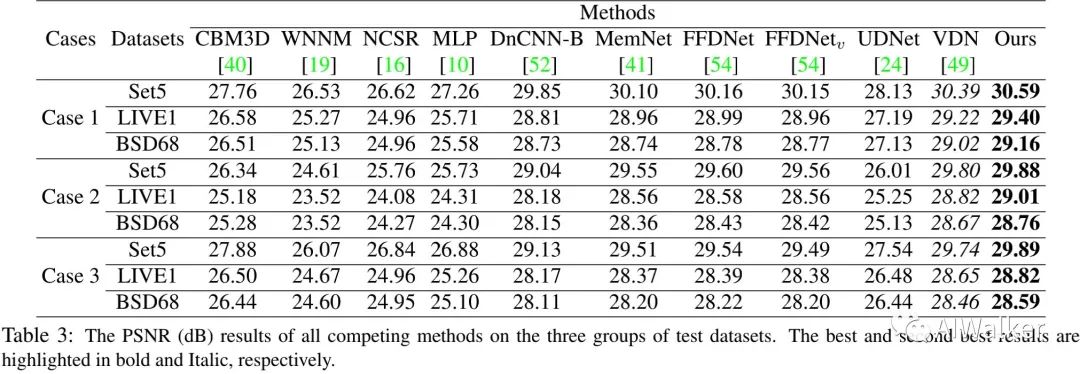 Methods
Cases Datasets CBM3D WNNM NCSR MLP DnCNN-B MemNet FFDNet FFDNetv UDNet VDN Ours
[40] [19] [16] [10] [52] [41] [54] [54] [24] [49]
Set5 27.76 26.53 26.62 27.26 29.85 30.10 30.16 30.15 28.13 30.39 30.59
Case 1 LIVE1 26.58 25.27 24.96 25.71 28.81 28.96 28.99 28.96 27.19 29.22 29.40
BSD68 26.51 25.13 24.96 25.58 28.73 28.74 28.78 28.77 27.13 29.02 29.16
Set5 26.34 24.61 25.76 25.73 29.04 29.55 29.60 29.56 26.01 29.80 29.88
Case 2 LIVE1 25.18 23.52 24.08 24.31 28.18 28.56 28.58 28.56 25.25 28.82 29.01
BSD68 25.28 23.52 24.27 24.30 28.15 28.36 28.43 28.42 25.13 28.67 28.76
Set5 27.88 26.07 26.84 26.88 29.13 29.51 29.54 29.49 27.54 29.74 29.89
Case 3 LIVE1 26.50 24.67 24.96 25.26 28.17 28.37 28.39 28.38 26.48 28.65 28.82
BSD68 26.44 24.60 24.95 25.10 28.11 28.20 28.22 28.20 26.44 28.46 28.59
AIWalker
Table 3: The PSNR (dB) results of all competing methods on the three groups of test datasets. The best and second best results are
highlighted in bold and Italic, respectively.